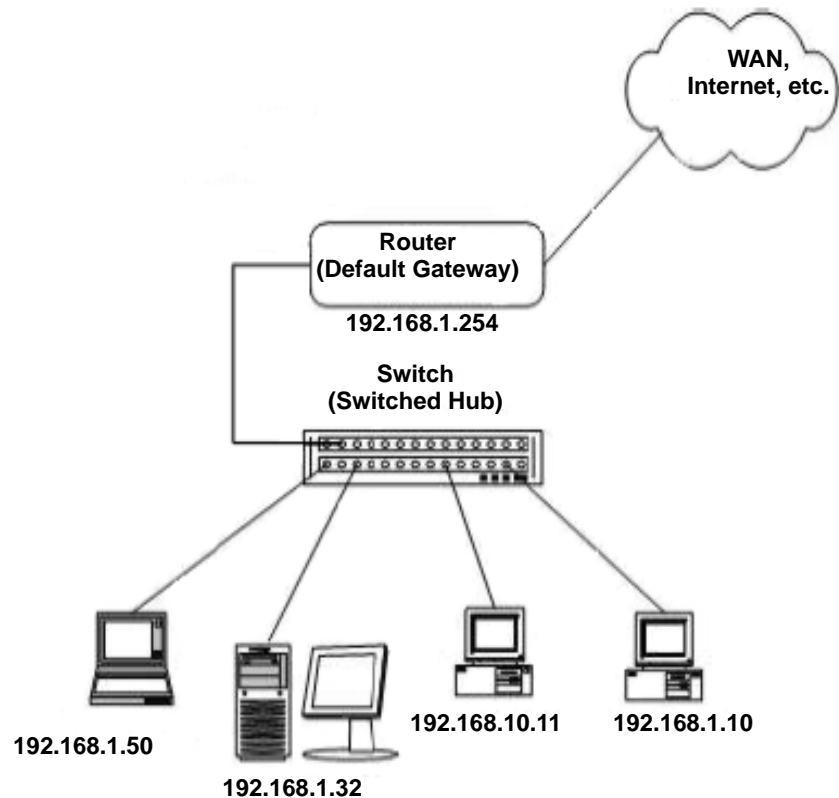 WAN,
Internet, etc.
Router
(Default Gateway)
192.168.1.254
Switch
(Switched Hub)
192.168.1.50
192.168.1.32
192.168.10.11
192.168.1.10